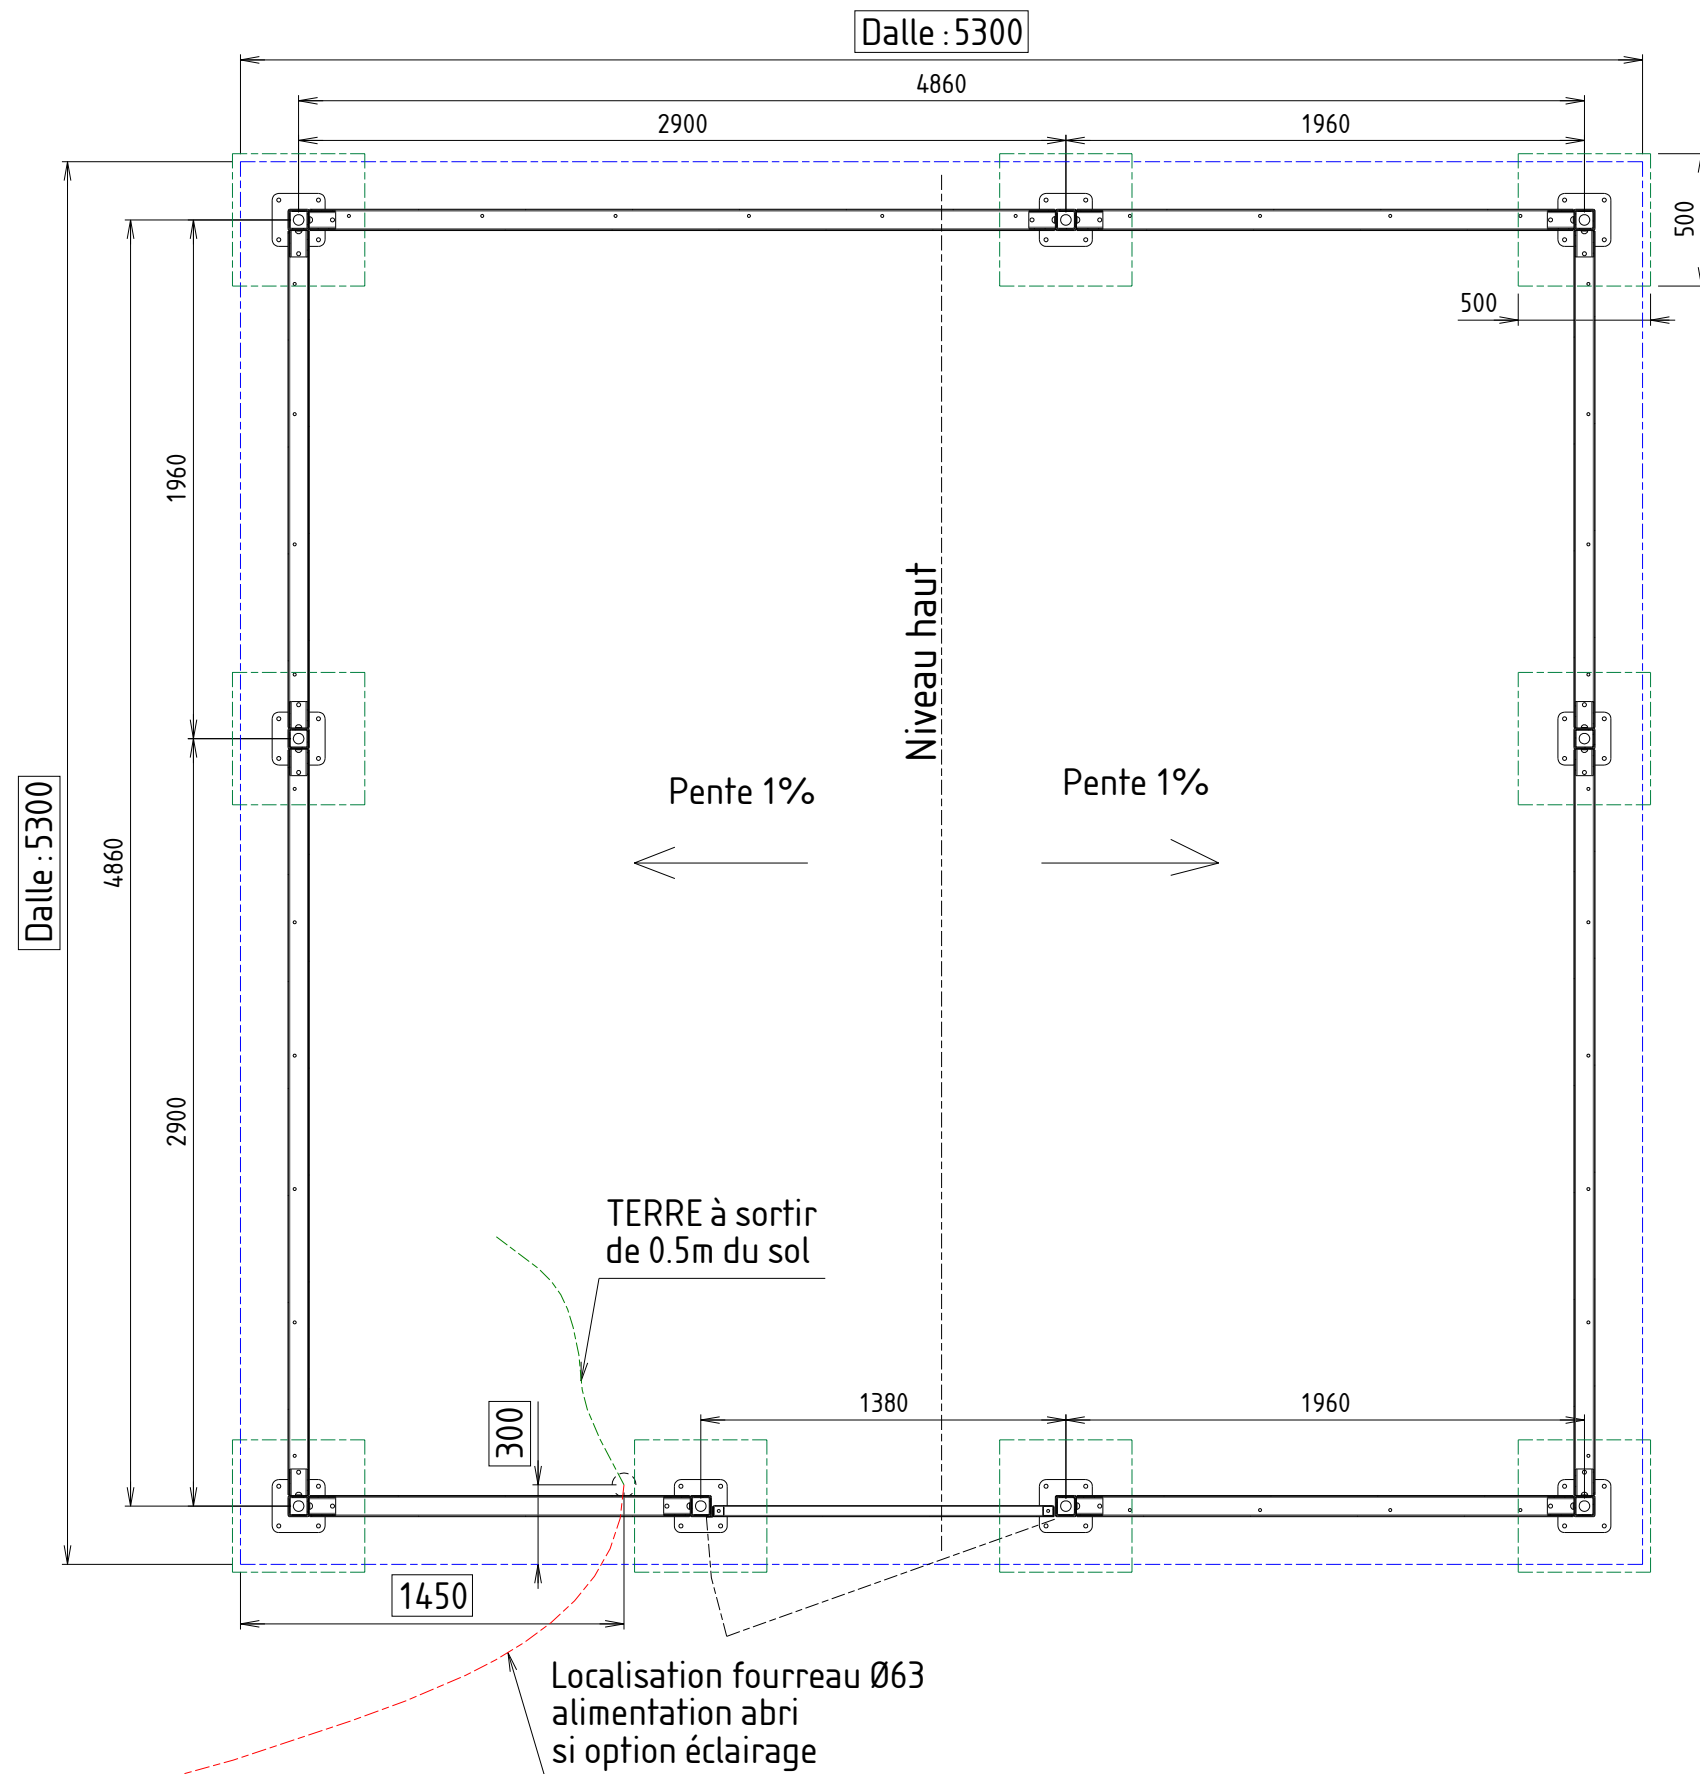 Dalle : 5300
4860
2900
1960
500
500
1960
Niveau haut
Pente 1%
Pente 1%
Dalle : 5300
4860
2900
TERRE à sortir
de 0.5m du sol
1380
1960
300
1450
Localisation fourreau Ø63
alimentation abri
si option éclairage